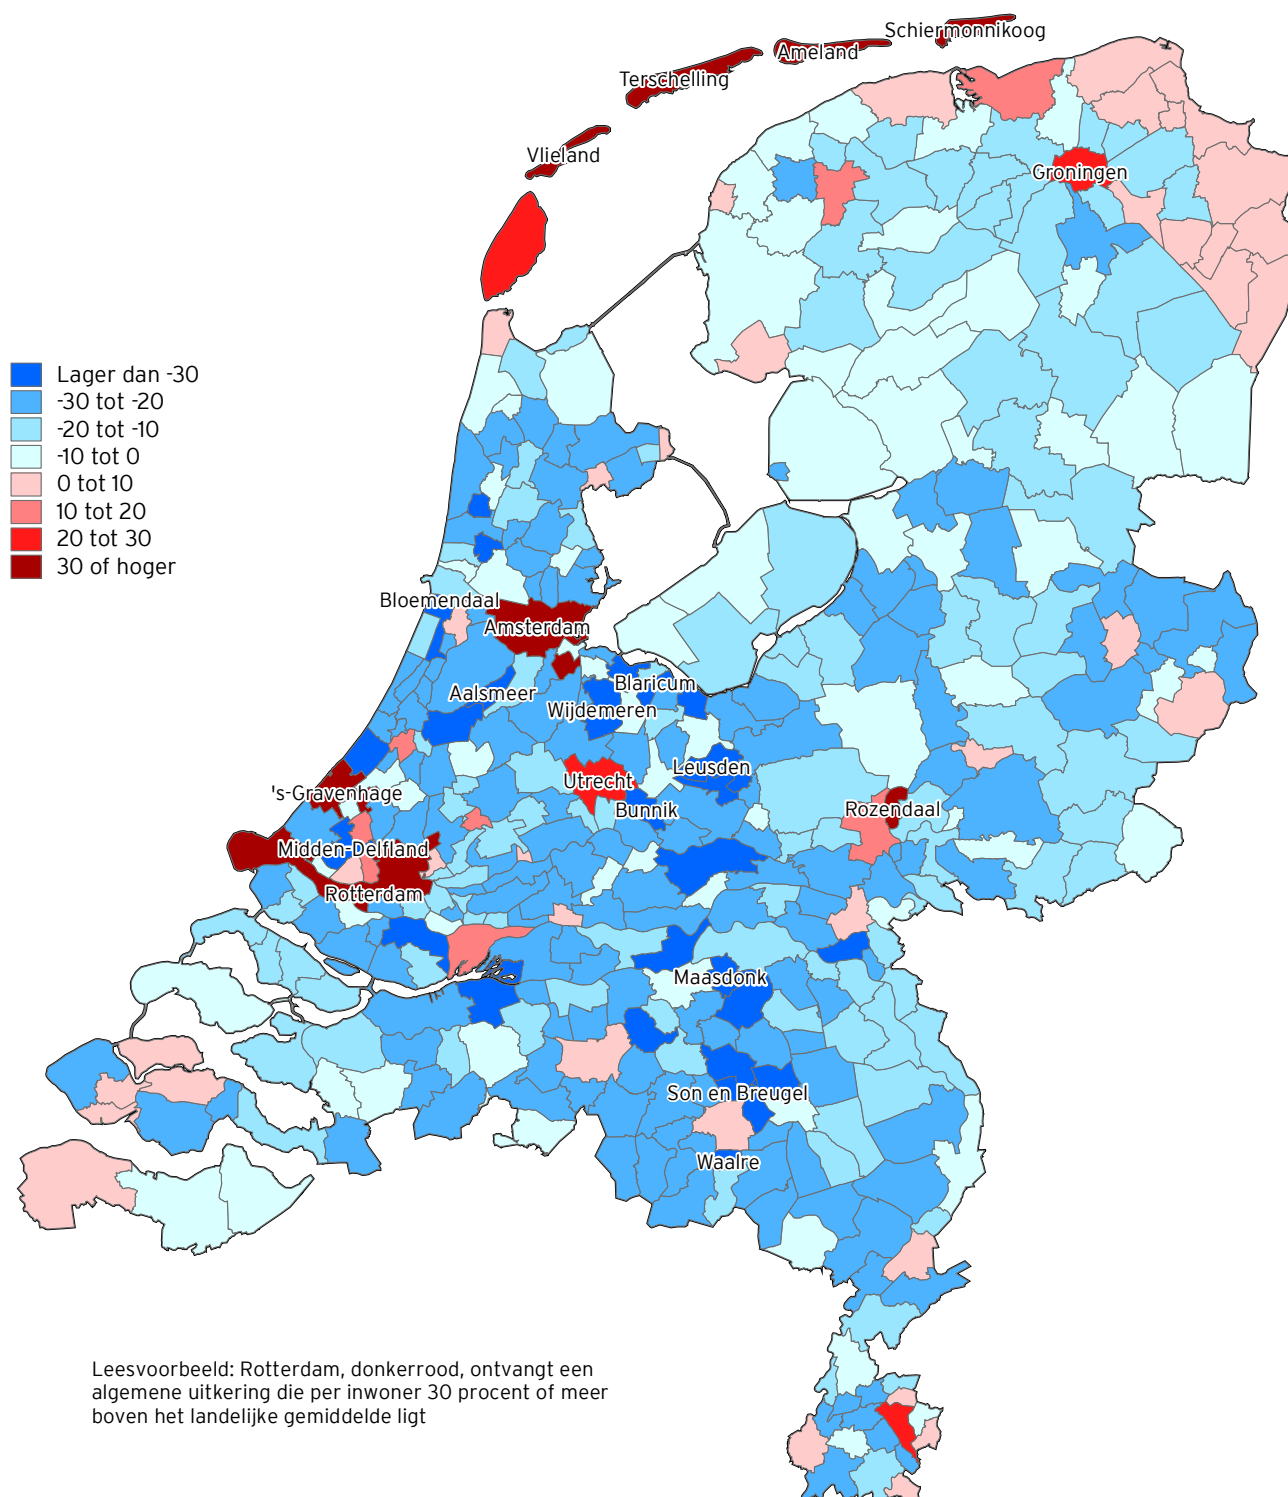 Schiermonnikoog
Ameland
Terschelling
Vlieland
Groningen
Lager dan -30
-30 tot -20
-20 tot -10
-10 tot 0
0 tot 10
10 tot 20
20 tot 30
30 of hoger
Bloemendaal
Amsterdam
Blaricum
Aalsmeer
Wijdemeren
Leusden
Utrecht
's-Gravenhage
Bunnik
Rozendaal
Midden-Delfland
Rotterdam
Maasdonk
Son en Breugel
Waalre
Leesvoorbeeld: Rotterdam, donkerrood, ontvangt een
algemene uitkering die per inwoner 30 procent of meer
boven het landelijke gemiddelde ligt